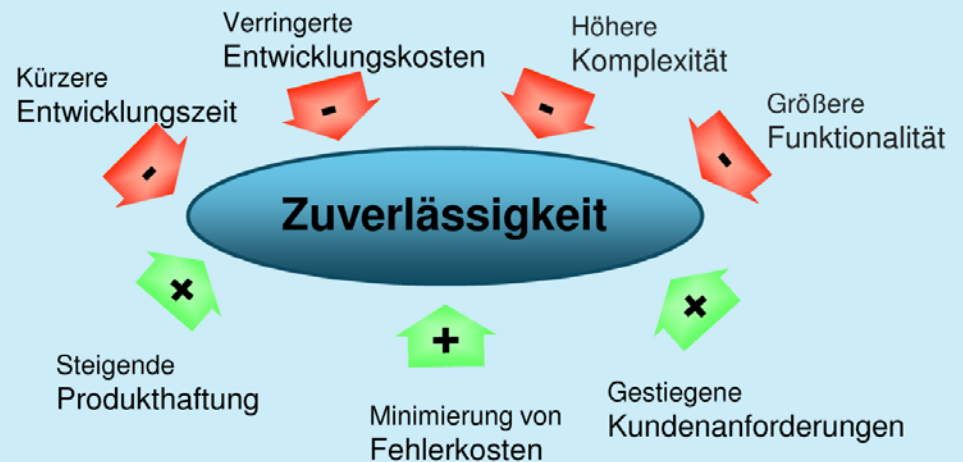 Kürzere
Entwicklungszeit
Verringerte
Entwicklungskosten
Höhere
Komplexität
Größere
Funktionalität
-
-
-
-
Zuverlässigkeit
+
+
+
Steigende
Produkthaftung
Minimierung von
Fehlerkosten
Gestiegene
Kundenanforderungen